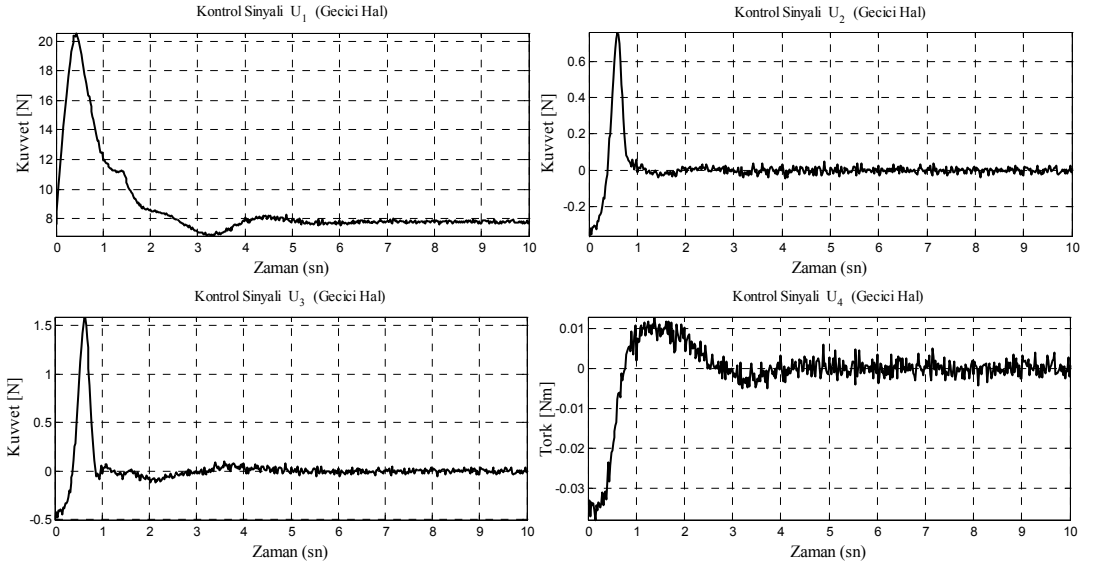 Kontrol Sinyali U1 (Gecici Hal)
Kuvvet [N]
20
18
16
14
12
10
8
0 1 2 3 4 5 6 7 8 9 10
Zaman (sn)
Kontrol Sinyali U2 (Gecici Hal)
Kuvvet [N]
0.6
0.4
0.2
0
-0.2
0 1 2 3 4 5 6 7 8 9 10
Zaman (sn)
Kontrol Sinyali U3 (Gecici Hal)
Kuvvet [N]
1.5
1
0.5
0
-0.5
0 1 2 3 4 5 6 7 8 9 10
Zaman (sn)
Kontrol Sinyali U4 (Gecici Hal)
Tork [Nm]
0.01
0
-0.01
-0.02
-0.03
0 1 2 3 4 5 6 7 8 9 10
Zaman (sn)